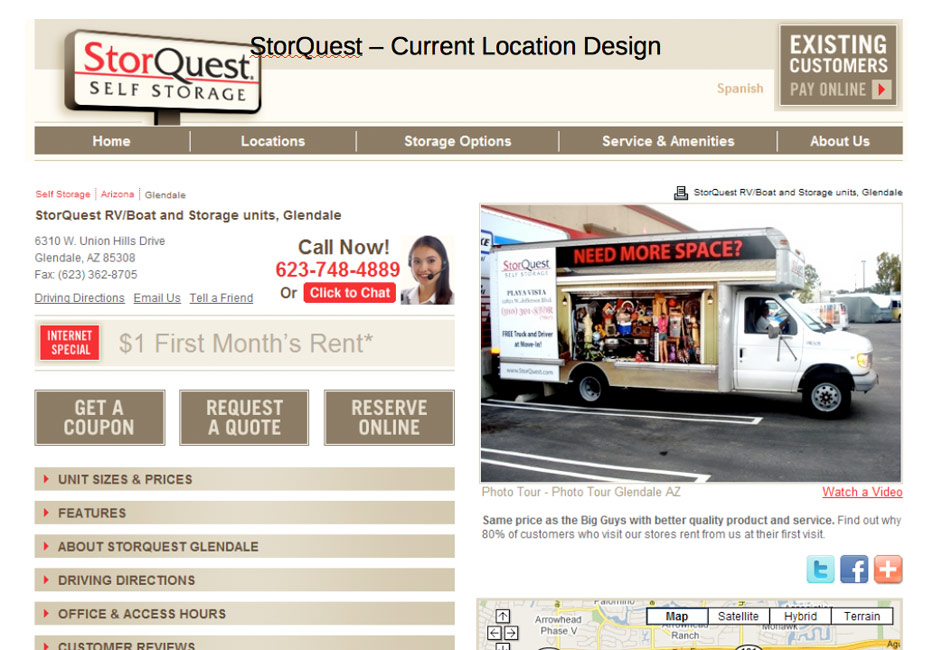 StorQuest – Current Location Design
StorQuest
SELF STORAGE
EXISTING
CUSTOMERS
PAY ONLINE
Spanish
Home
Locations
Storage Options
Service & Amenities
About Us
Self Storage
Arizona
Glendale
StorQuest RV/Boat and Storage units, Glendale
StorQuest RV/Boat and Storage units, Glendale
6310 W. Union Hills Drive
Glendale, AZ 85308
Fax: (623) 362-8705
Driving Directions Email Us Tell a Friend
Call Now!
623-748-4889
Or Click to Chat
INTERNET
SPECIAL
$1 First Month's Rent*
GET A
COUPON
REQUEST
A QUOTE
RESERVE
ONLINE
UNIT SIZES & PRICES
FEATURES
ABOUT STORQUEST GLENDALE
DRIVING DIRECTIONS
OFFICE & ACCESS HOURS
CUSTOMER REVIEWS
NEED MORE SPACE?
StorQuest
SELF STORAGE
PLAYA VISTA
FREE Truck and Driver
at Move-In!
www.StorQuest.com
Photo Tour - Photo Tour Glendale AZ
Watch a Video
Same price as the Big Guys with better quality product and service. Find out why
80% of customers who visit our stores rent from us at their first visit.
Map
Satellite
Hybrid
Terrain
Arrowhead
Phase V
Ranch